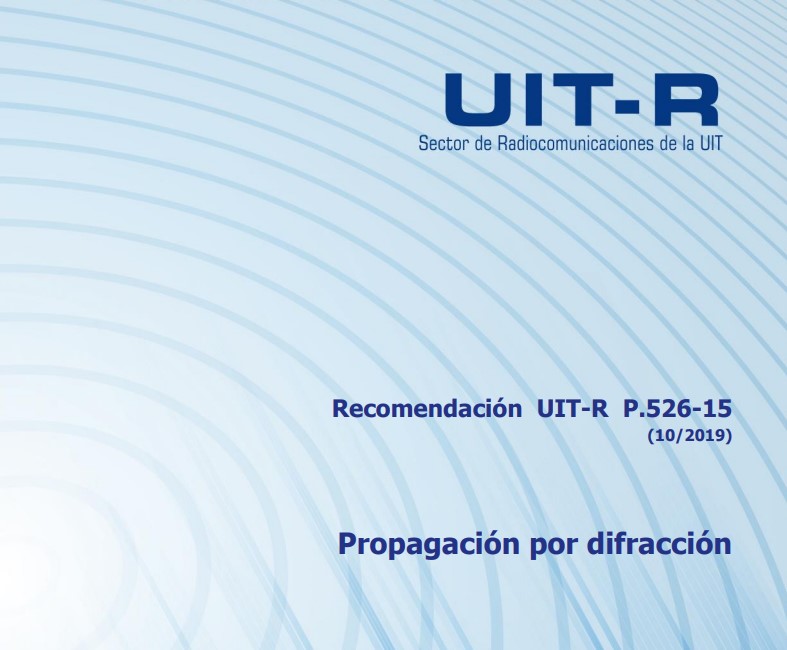 UIT-R
Sector de Radiocomunicaciones de la UIT
Recomendación UIT-R P.526-15
(10/2019)
Propagación por difracción